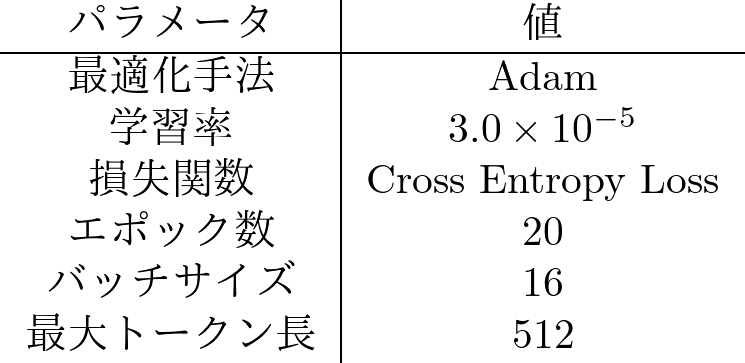 パラメータ 値
最適化手法 Adam
学習率 3.0 × 10⁻⁵
損失関数 Cross Entropy Loss
エポック数 20
バッチサイズ 16
最大トークン長 512